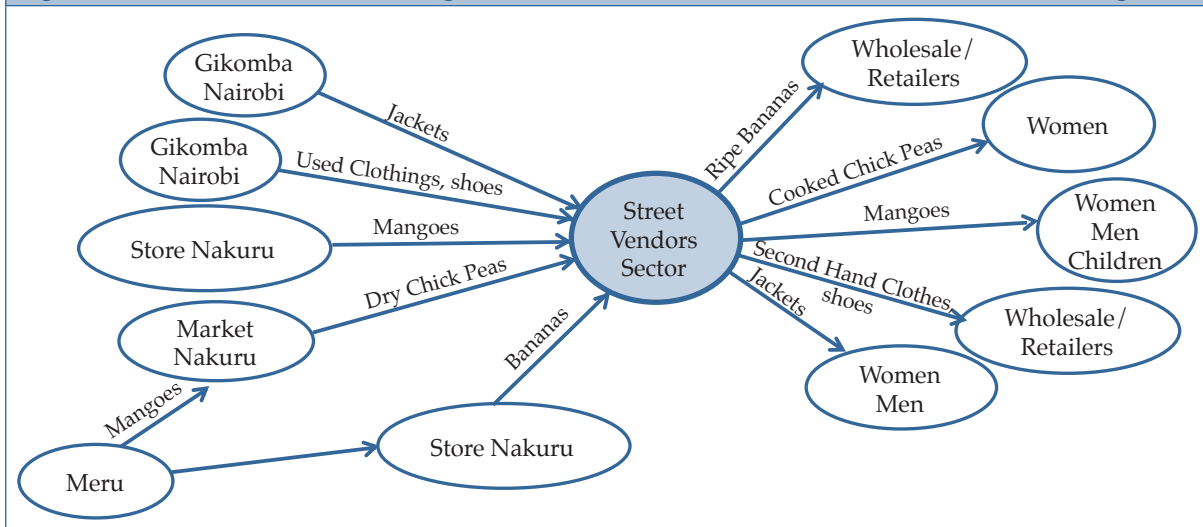 Gikomba
Nairobi
Jackets
Gikomba
Nairobi
Used Clothings, shoes
Store Nakuru
Mangoes
Dry Chick Peas
Market
Nakuru
Mangoes
Meru
Bananas
Store Nakuru
Street
Vendors
Sector
Ripe Bananas
Wholesale/
Retailers
Cooked Chick Peas
Women
Mangoes
Women
Men
Children
Second Hand Clothes,
shoes
Wholesale/
Retailers
Jackets
Women
Men